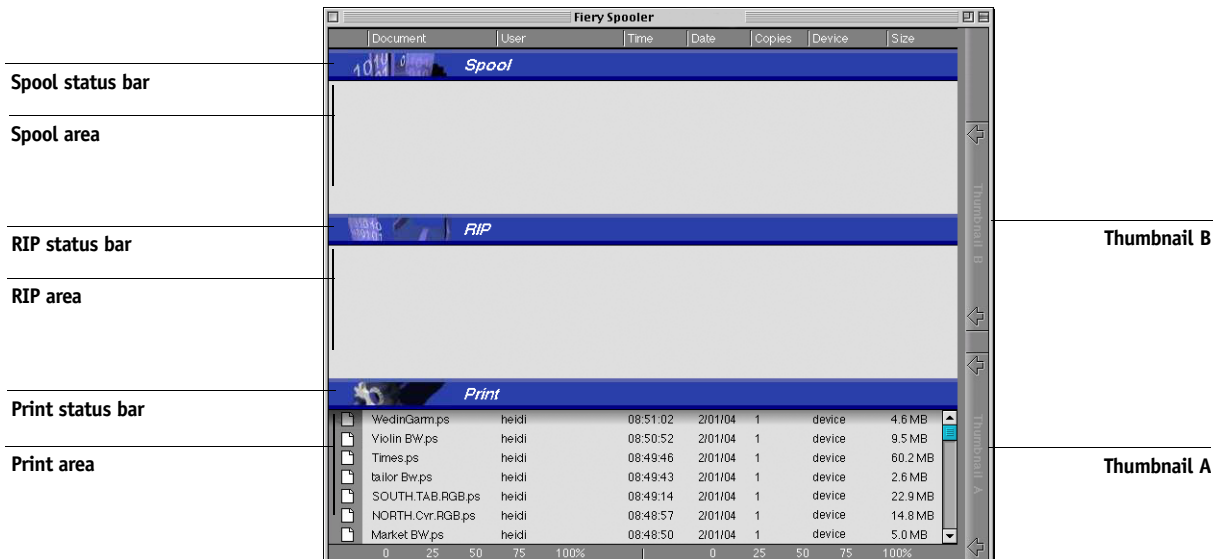 Fiery Spooler
Document User Time Date Copies Device Size
Spool status bar
Spool
Spool area
Thumbnail B
RIP status bar
RIP
Thumbnail B
RIP area
Print status bar
Print
Print area
WedinGarm.ps heidi 08:51:02 2/01/04 1 device 4.6 MB
Violin BW.ps heidi 08:50:52 2/01/04 1 device 9.5 MB
Times.ps heidi 08:49:46 2/01/04 1 device 60.2 MB
tailor Bw.ps heidi 08:49:43 2/01/04 1 device 2.6 MB
SOUTH.TAB.RGB.ps heidi 08:49:14 2/01/04 1 device 22.9 MB
NORTH.Cvr.RGB.ps heidi 08:48:57 2/01/04 1 device 14.8 MB
Market BW.ps heidi 08:48:50 2/01/04 1 device 5.0 MB
Thumbnail A
Thumbnail A
0 25 50 75 100% | 0 25 50 75 100%